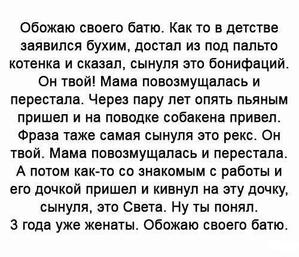 Обожаю своего батю. Как то в детстве
заявился бухим, достал из под пальто
котенка и сказал, сынуля это бонифаций.
Он твой! Мама повозмущалась и
перестала. Через пару лет опять пьяным
пришел и на поводке собакена привел.
Фраза таже самая сынуля это рекс. Он
твой. Мама повозмущалась и перестала.
А потом как-то со знакомым с работы и
его дочкой пришел и кивнул на эту дочку,
сынуля, это Света. Ну ты понял.
3 года уже женаты. Обожаю своего батю.